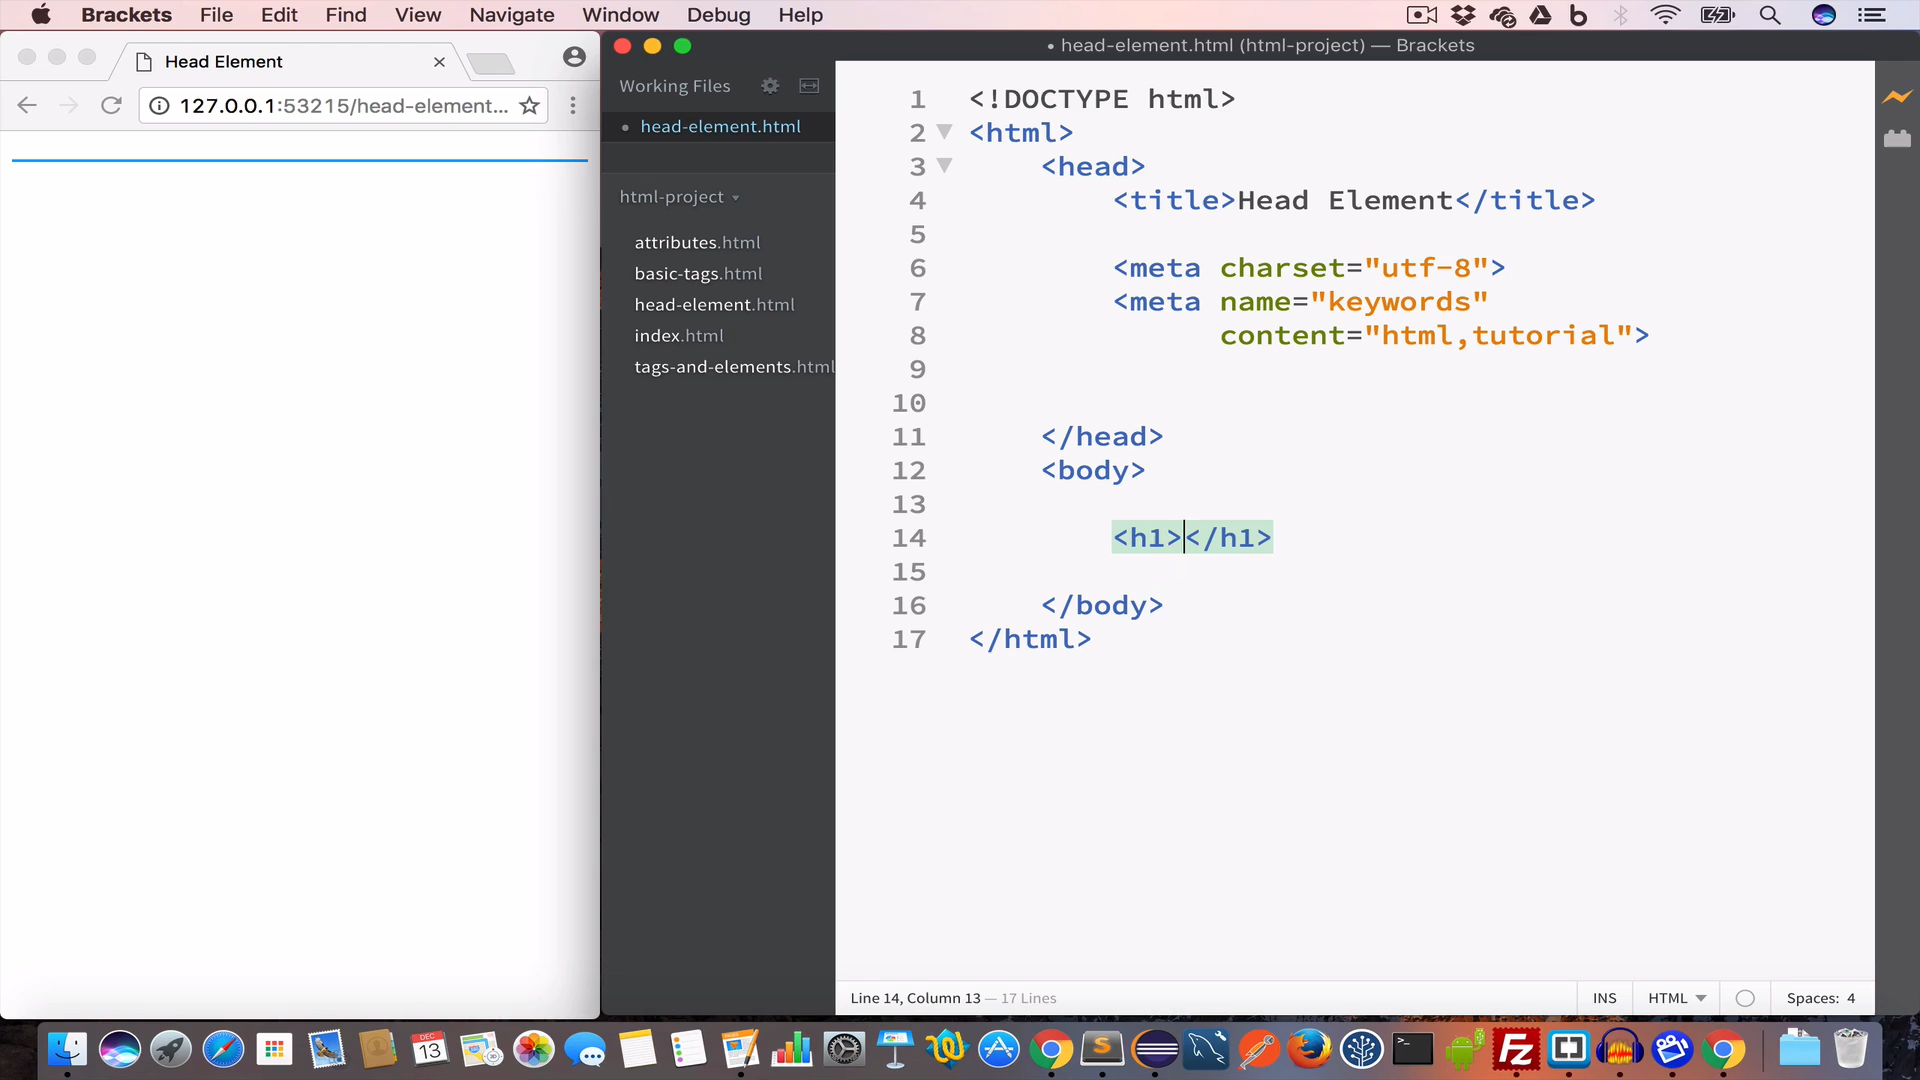 Brackets File Edit Find View Navigate Window Debug Help
Head Element
127.0.0.1:53215/head-element...
• head-element.html (html-project) — Brackets
Working Files
• head-element.html
html-project
attributes.html
basic-tags.html
head-element.html
index.html
tags-and-elements.html
1 <!DOCTYPE html>
2 <html>
3 <head>
4 <title>Head Element</title>
5
6 <meta charset="utf-8">
7 <meta name="keywords"
8 content="html,tutorial">
9
10
11 </head>
12 <body>
13
14 <h1></h1>
15
16 </body>
17 </html>
Line 14, Column 13 — 17 Lines
INS HTML Spaces: 4
DEC
13